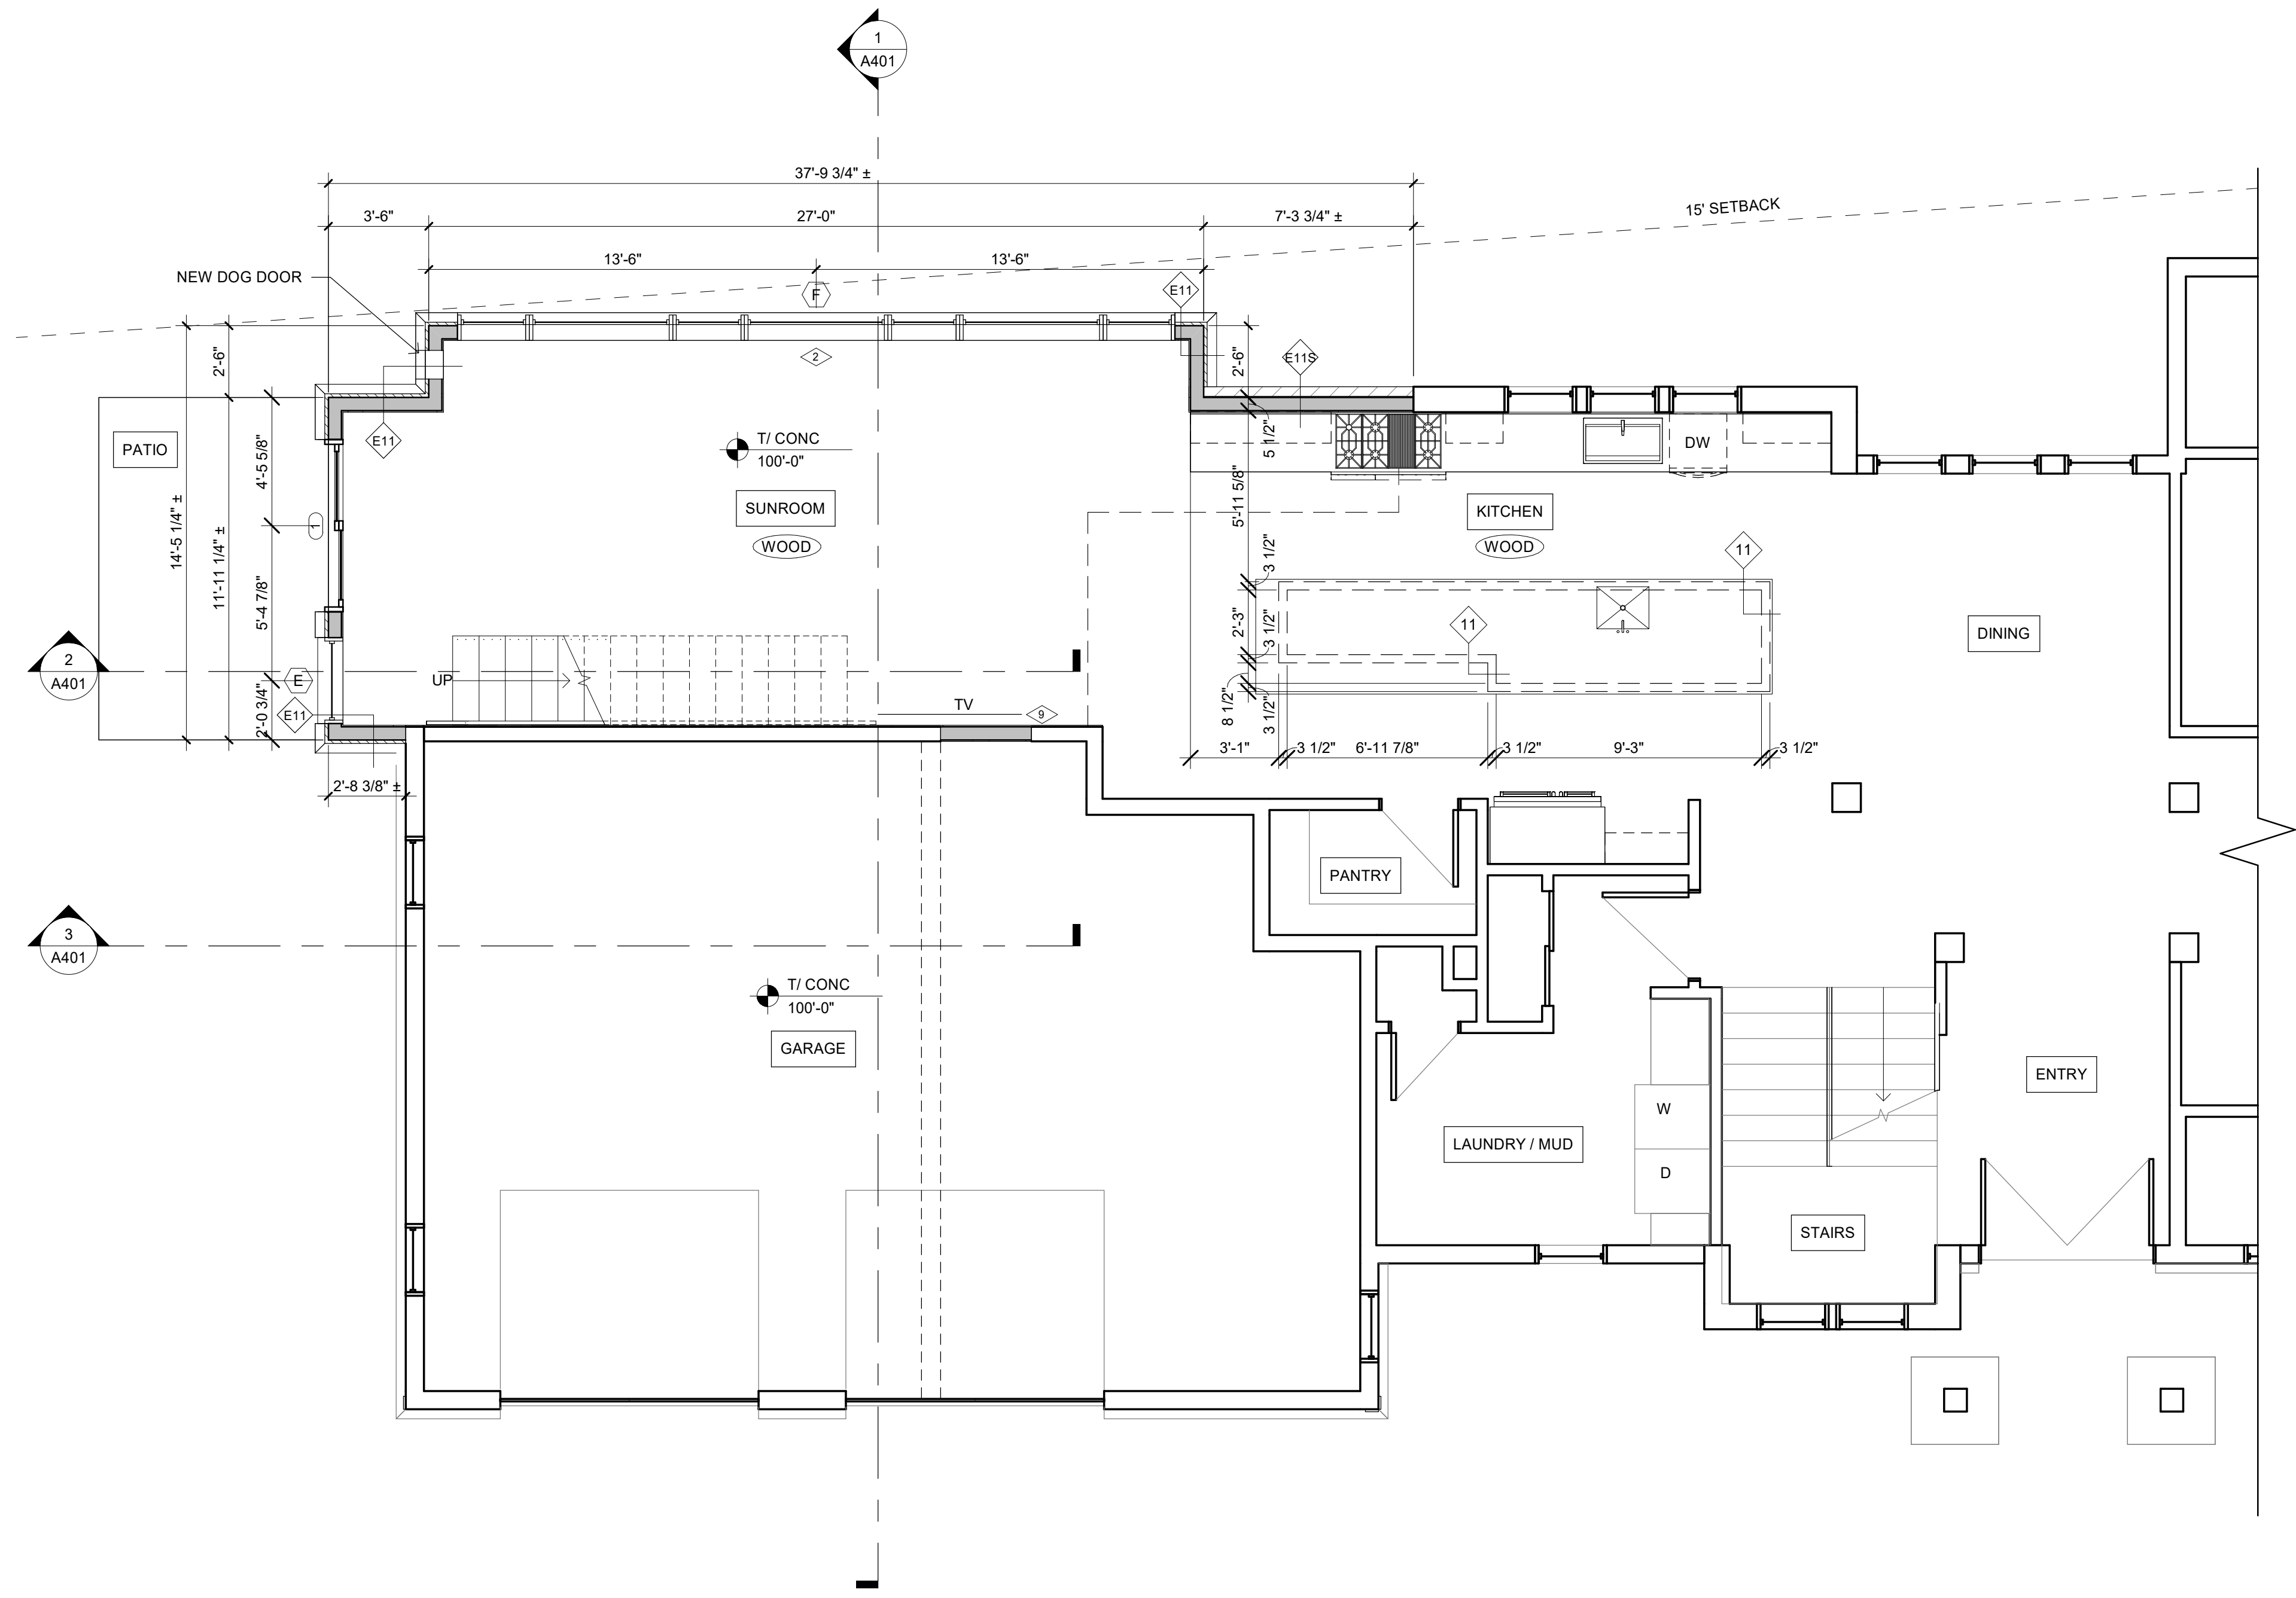 1
A401
37'-9 3/4" ±
3'-6"
27'-0"
7'-3 3/4" ±
15' SETBACK
13'-6"
13'-6"
NEW DOG DOOR
F
E11
2
E11S
2'-6"
2'-6"
E11
PATIO
4'-5 5/8"
14'-5 1/4" ±
11'-11 1/4" ±
5'-4 7/8"
2'-0 3/4"
1
T/ CONC
100'-0"
SUNROOM
WOOD
5 1/2"
5'-11 5/8"
3 1/2"
2'-3"
3 1/2"
8 1/2"
3 1/2"
DW
KITCHEN
WOOD
11
11
DINING
2
A401
E
E11
UP
TV
9
3'-1"
3 1/2"
6'-11 7/8"
3 1/2"
9'-3"
3 1/2"
2'-8 3/8" ±
PANTRY
3
A401
T/ CONC
100'-0"
GARAGE
W
D
LAUNDRY / MUD
ENTRY
STAIRS